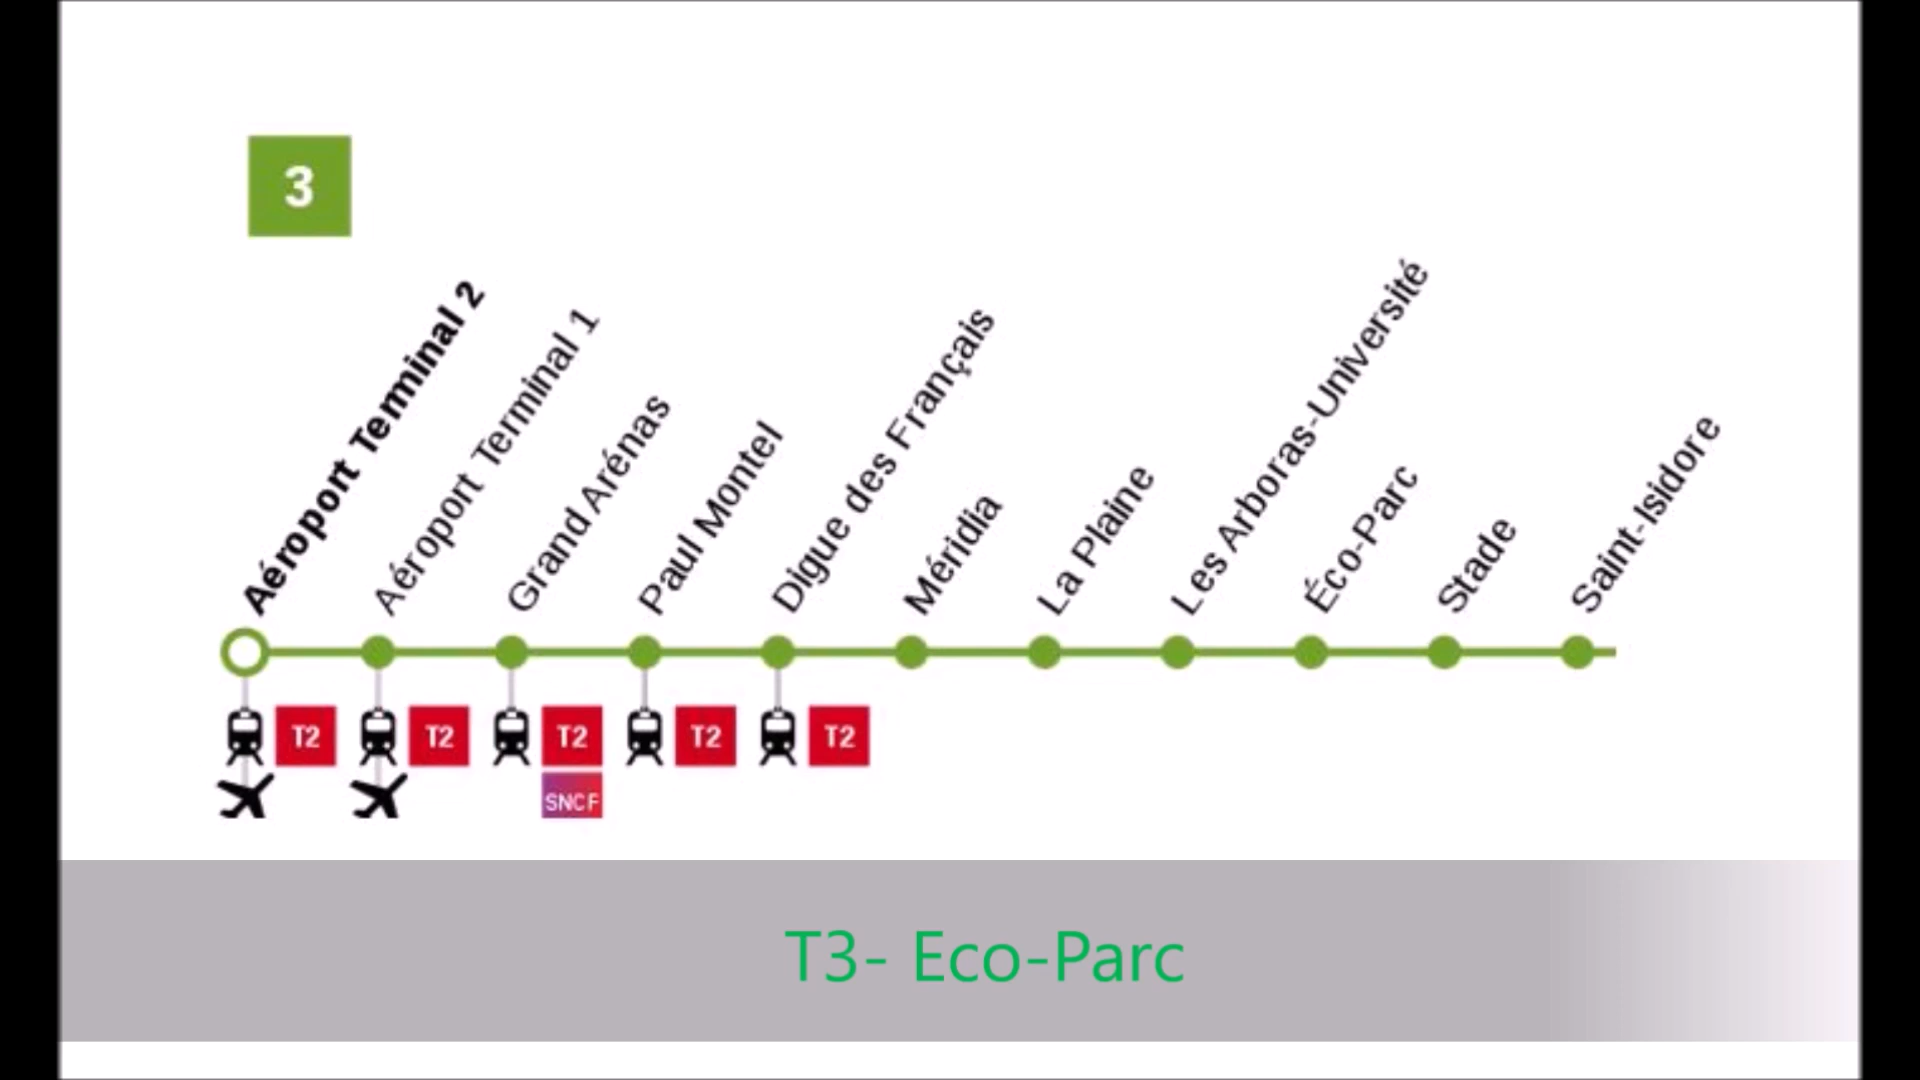 3
Aéroport Terminal 2
Aéroport Terminal 1
Grand Arénas
Paul Montel
Digue des Français
Méridia
La Plaine
Les Arboras-Université
Éco-Parc
Stade
Saint-Isidore
T2
T2
T2
T2
T2
SNCF
T3- Eco-Parc